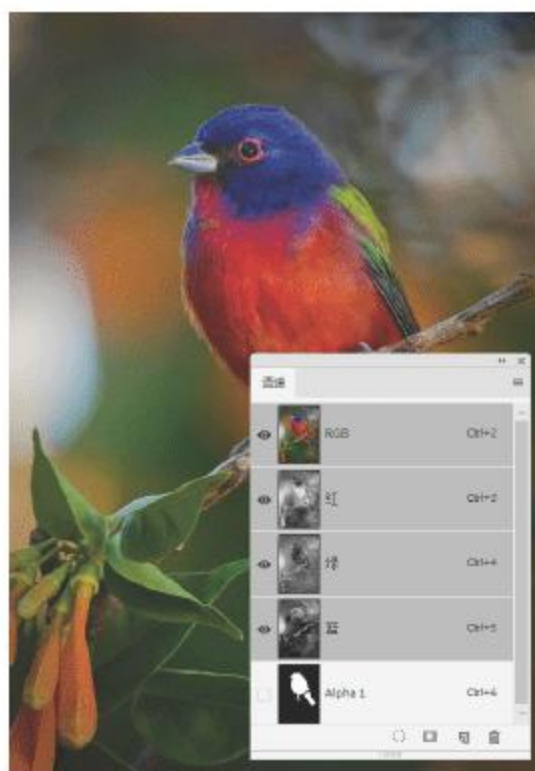 通道
RGB Ctrl+2
红 Ctrl+3
绿 Ctrl+4
蓝 Ctrl+5
Alpha 1 Ctrl+6